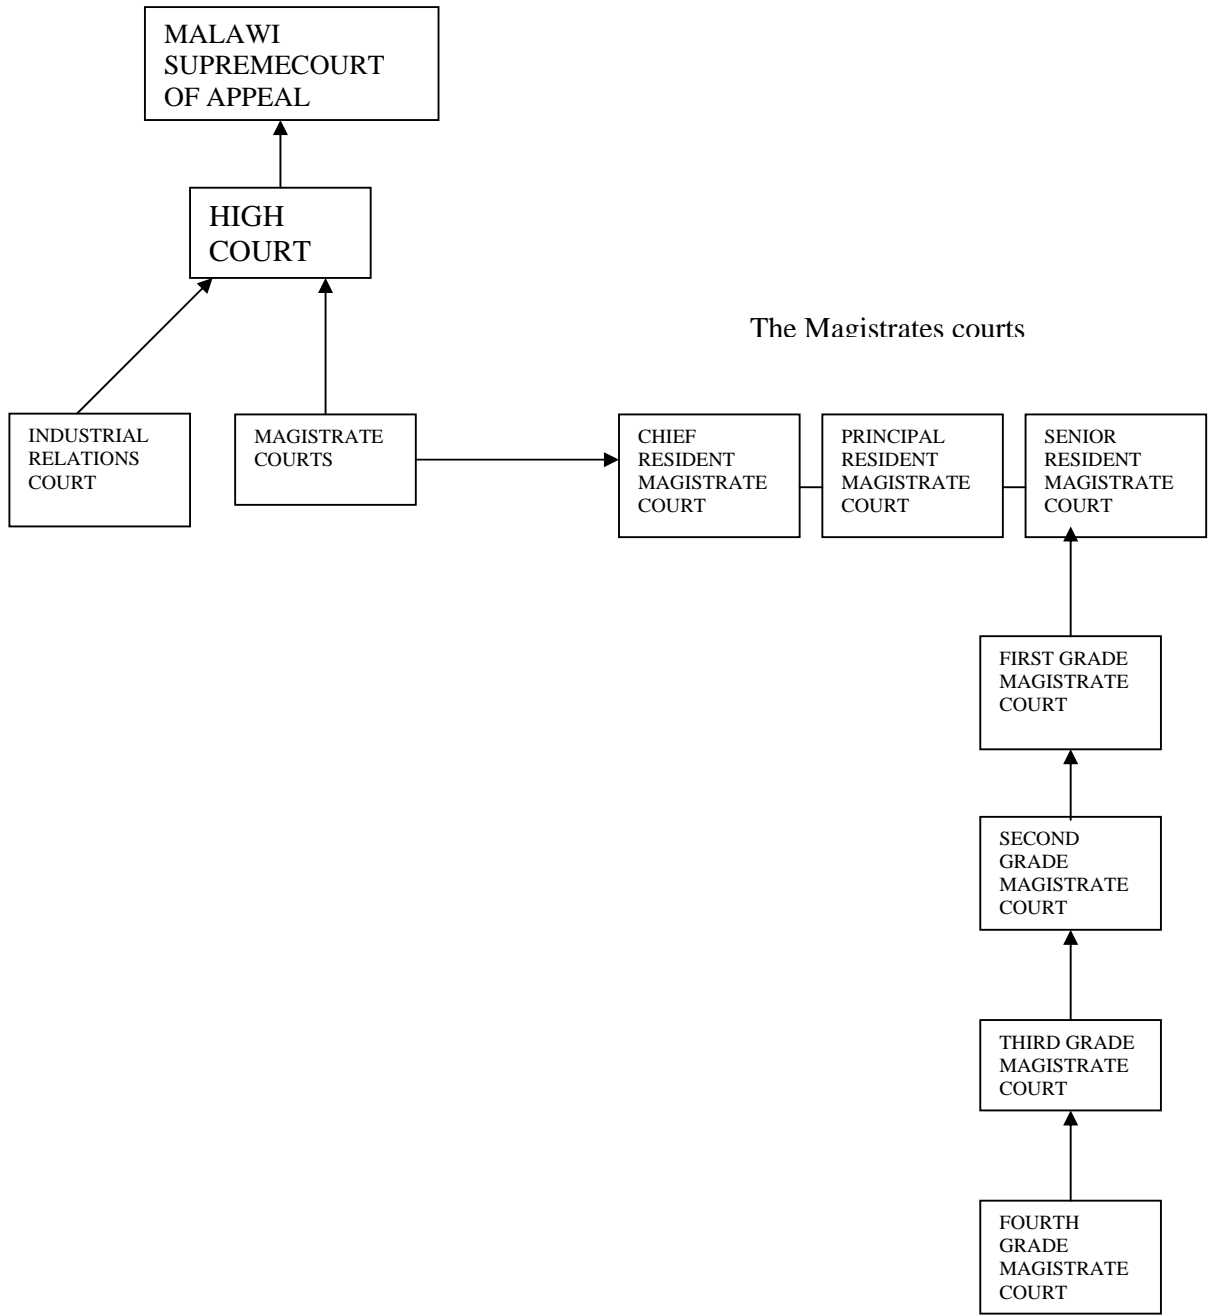 MALAWI
SUPREMECOURT
OF APPEAL
HIGH
COURT
The Magistrates courts
INDUSTRIAL
RELATIONS
COURT
MAGISTRATE
COURTS
CHIEF
RESIDENT
MAGISTRATE
COURT
PRINCIPAL
RESIDENT
MAGISTRATE
COURT
SENIOR
RESIDENT
MAGISTRATE
COURT
FIRST GRADE
MAGISTRATE
COURT
SECOND
GRADE
MAGISTRATE
COURT
THIRD GRADE
MAGISTRATE
COURT
FOURTH
GRADE
MAGISTRATE
COURT